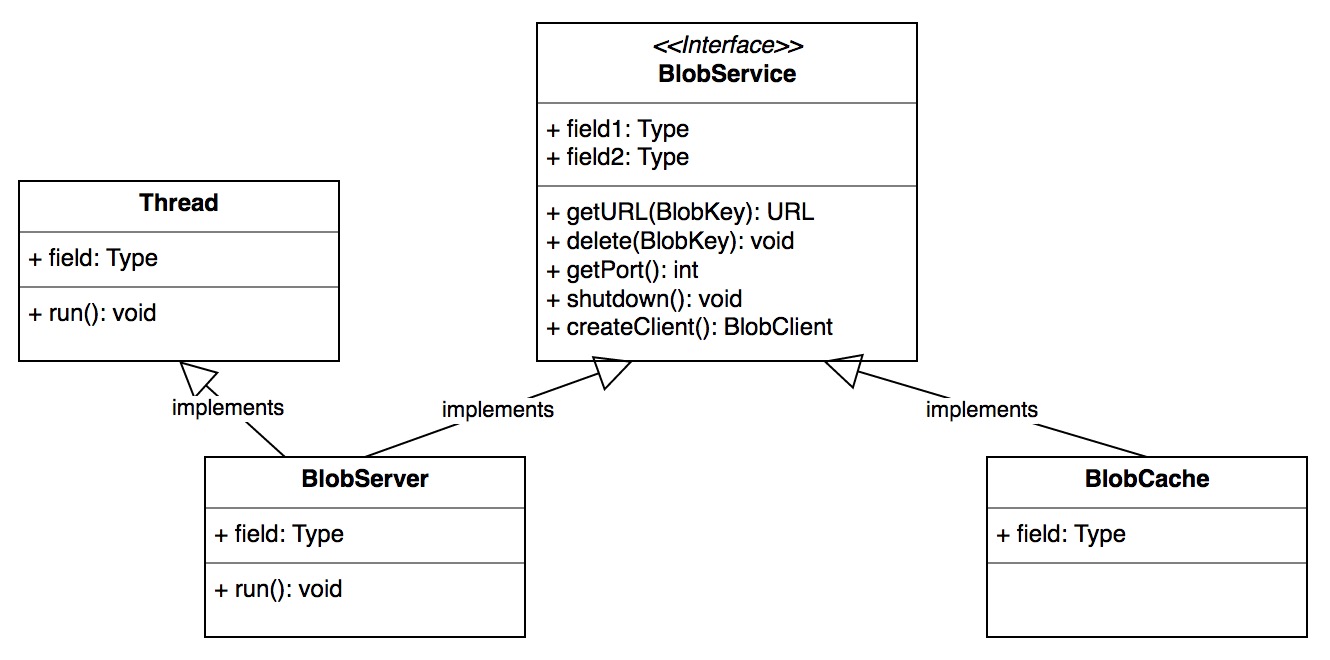 <<Interface>>
BlobService
+ field1: Type
+ field2: Type
+ getURL(BlobKey): URL
+ delete(BlobKey): void
+ getPort(): int
+ shutdown(): void
+ createClient(): BlobClient
Thread
+ field: Type
+ run(): void
implements
implements
implements
BlobServer
+ field: Type
+ run(): void
BlobCache
+ field: Type